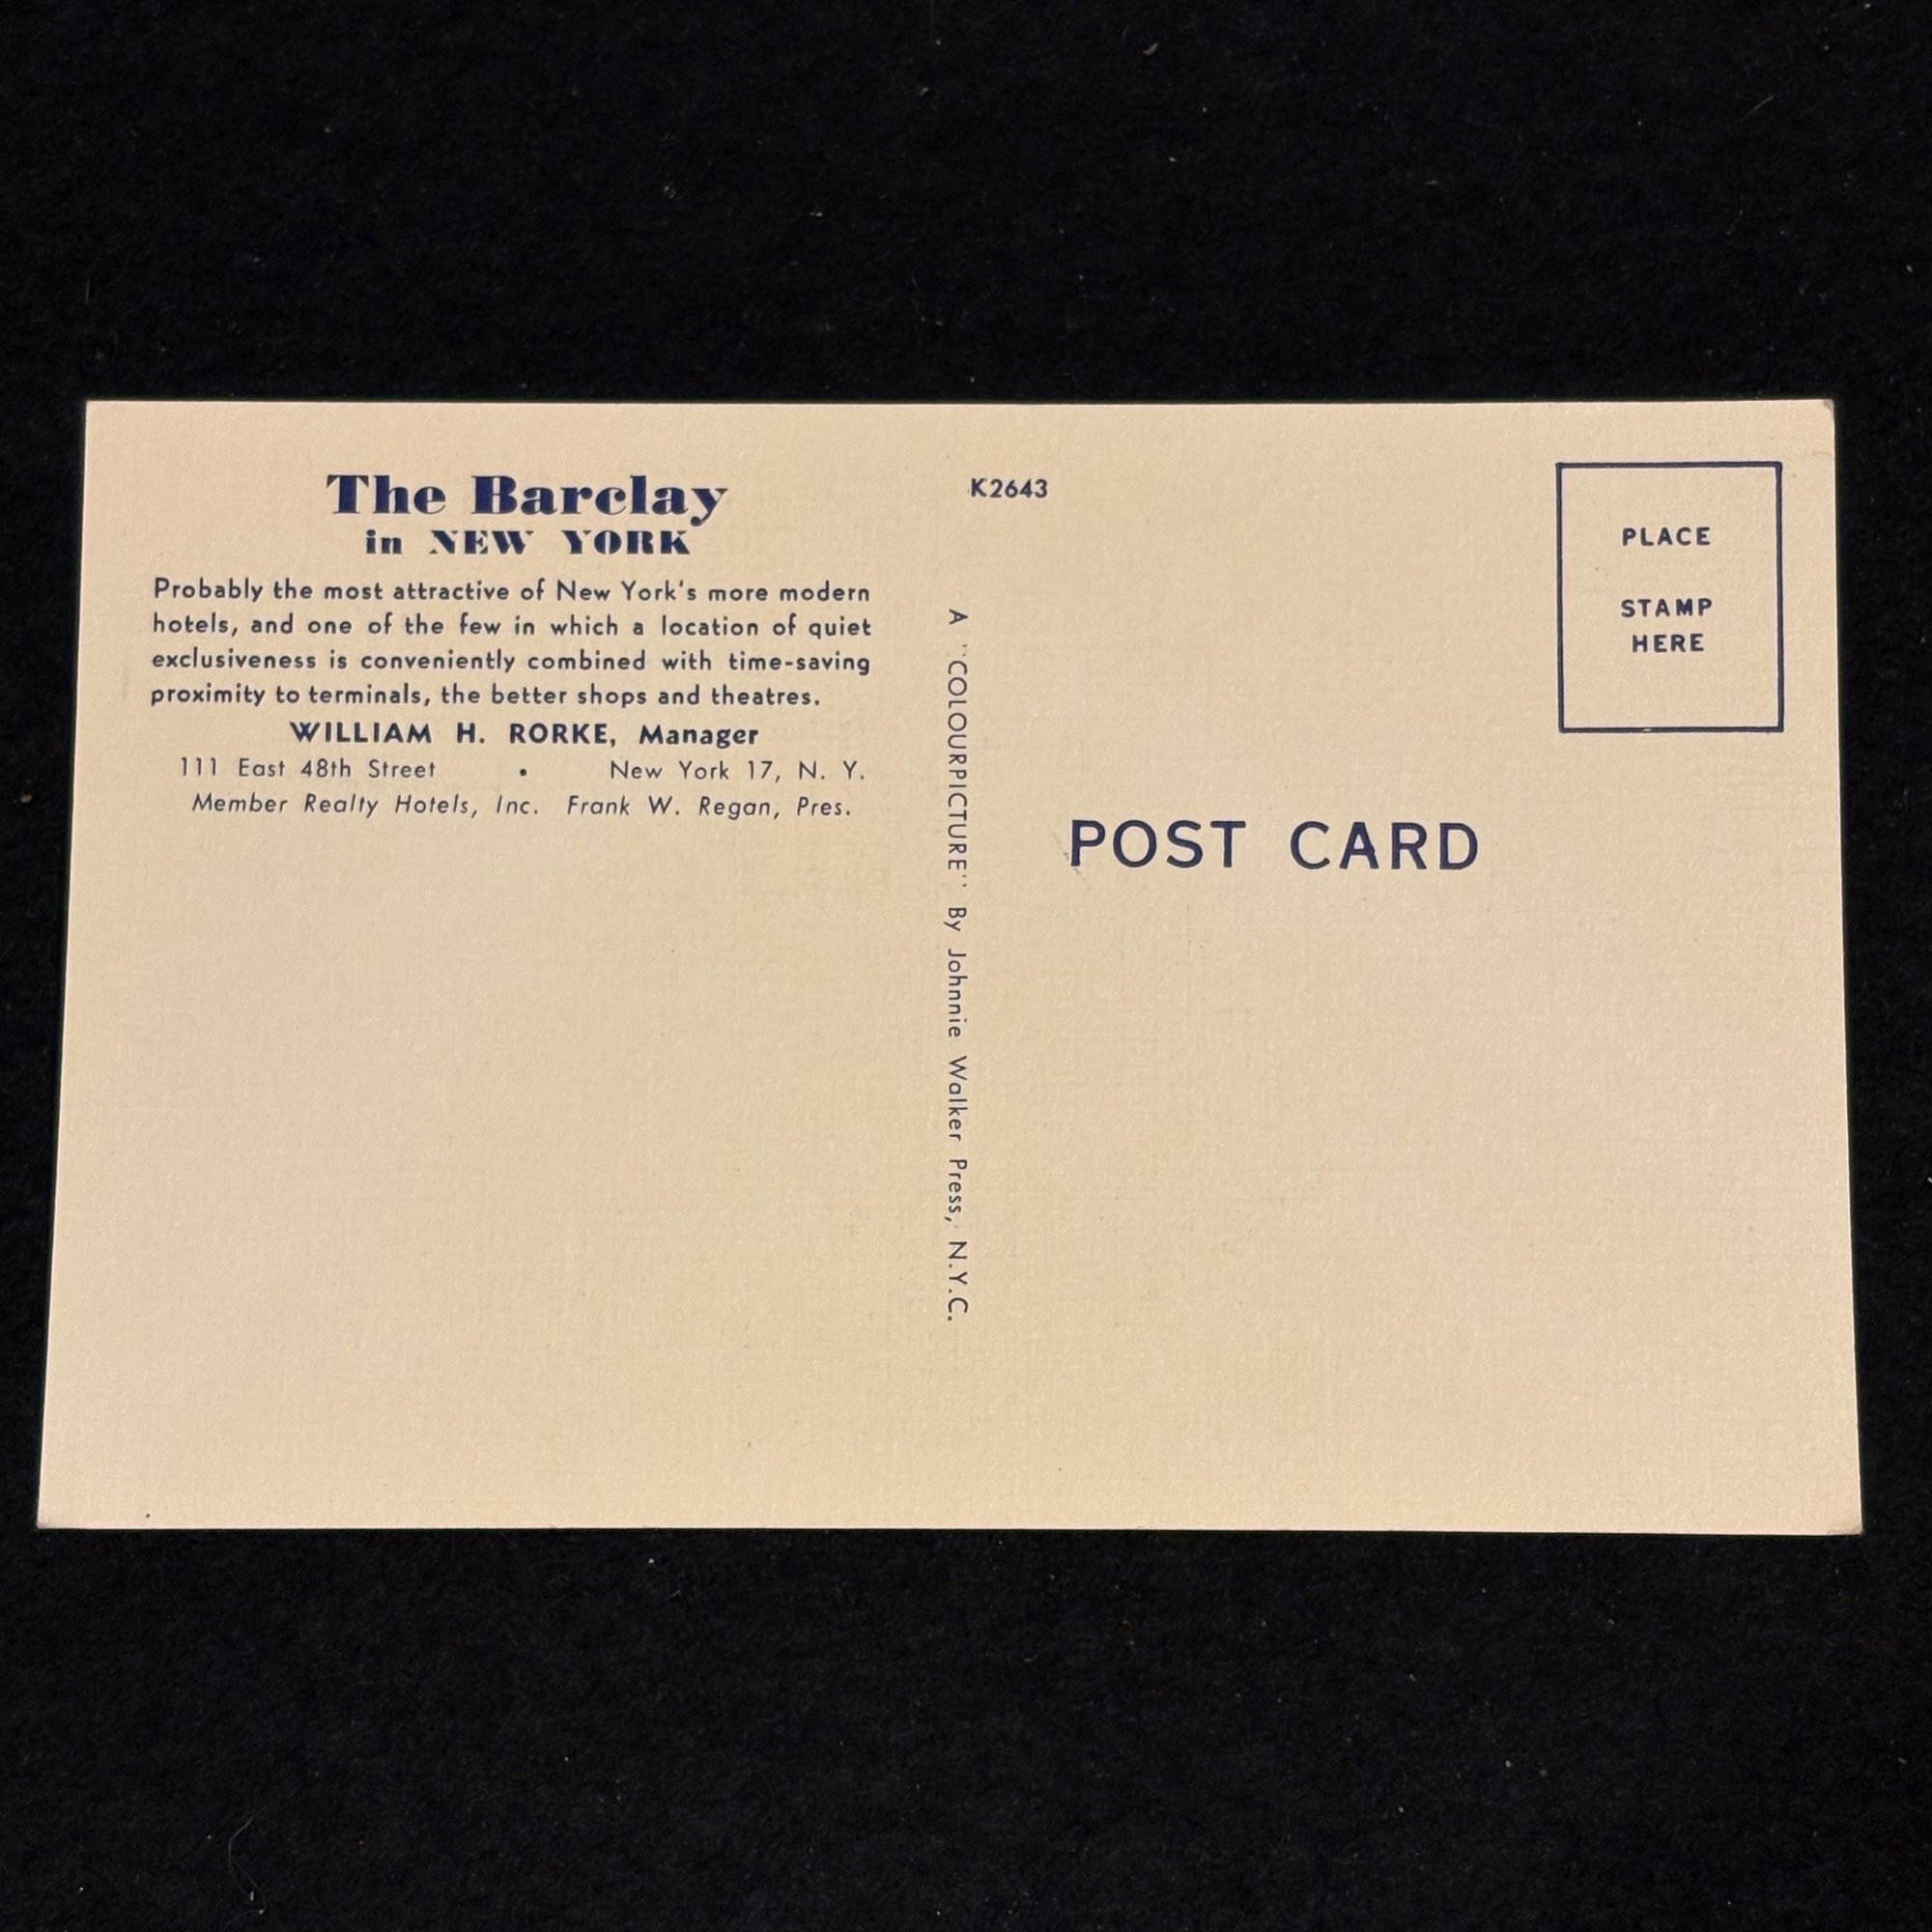 The Barclay
in NEW YORK
Probably the most attractive of New York's more modern
hotels, and one of the few in which a location of quiet
exclusiveness is conveniently combined with time-saving
proximity to terminals, the better shops and theatres.
WILLIAM H. RORKE, Manager
111 East 48th Street • New York 17, N. Y.
Member Realty Hotels, Inc. Frank W. Regan, Pres.
K2643
A "COLOURPICTURE" By Johnnie Walker Press, N.Y.C.
PLACE
STAMP
HERE
POST CARD